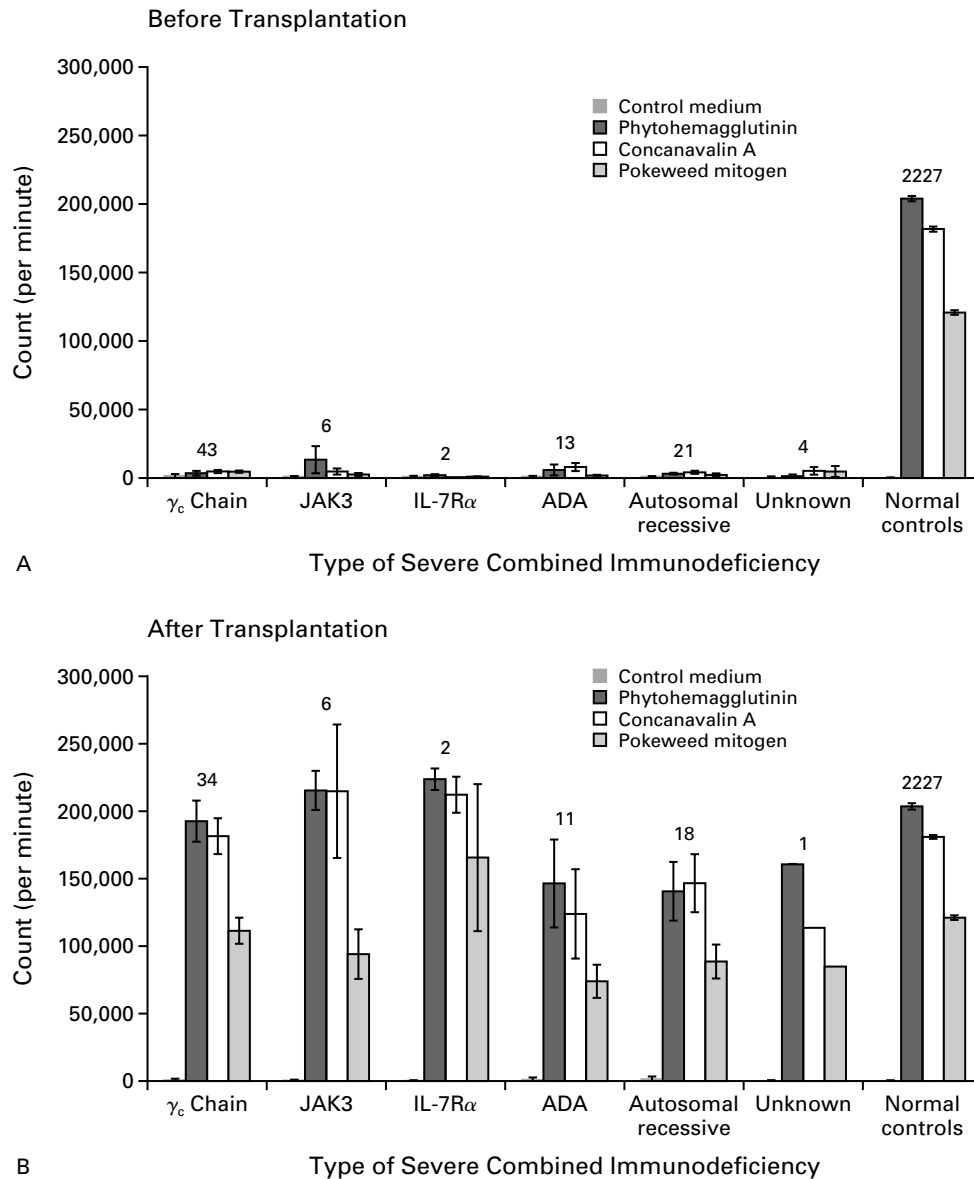 Before Transplantation
300,000
250,000
200,000
150,000
100,000
50,000
0
Count (per minute)
Control medium
Phytohemagglutinin
Concanavalin A
Pokeweed mitogen
43
6
2
13
21
4
2227
γc Chain
JAK3
IL-7Rα
ADA
Autosomal
recessive
Unknown
Normal
controls
A
Type of Severe Combined Immunodeficiency
After Transplantation
300,000
250,000
200,000
150,000
100,000
50,000
0
Count (per minute)
Control medium
Phytohemagglutinin
Concanavalin A
Pokeweed mitogen
34
6
2
11
18
1
2227
γc Chain
JAK3
IL-7Rα
ADA
Autosomal
recessive
Unknown
Normal
controls
B
Type of Severe Combined Immunodeficiency